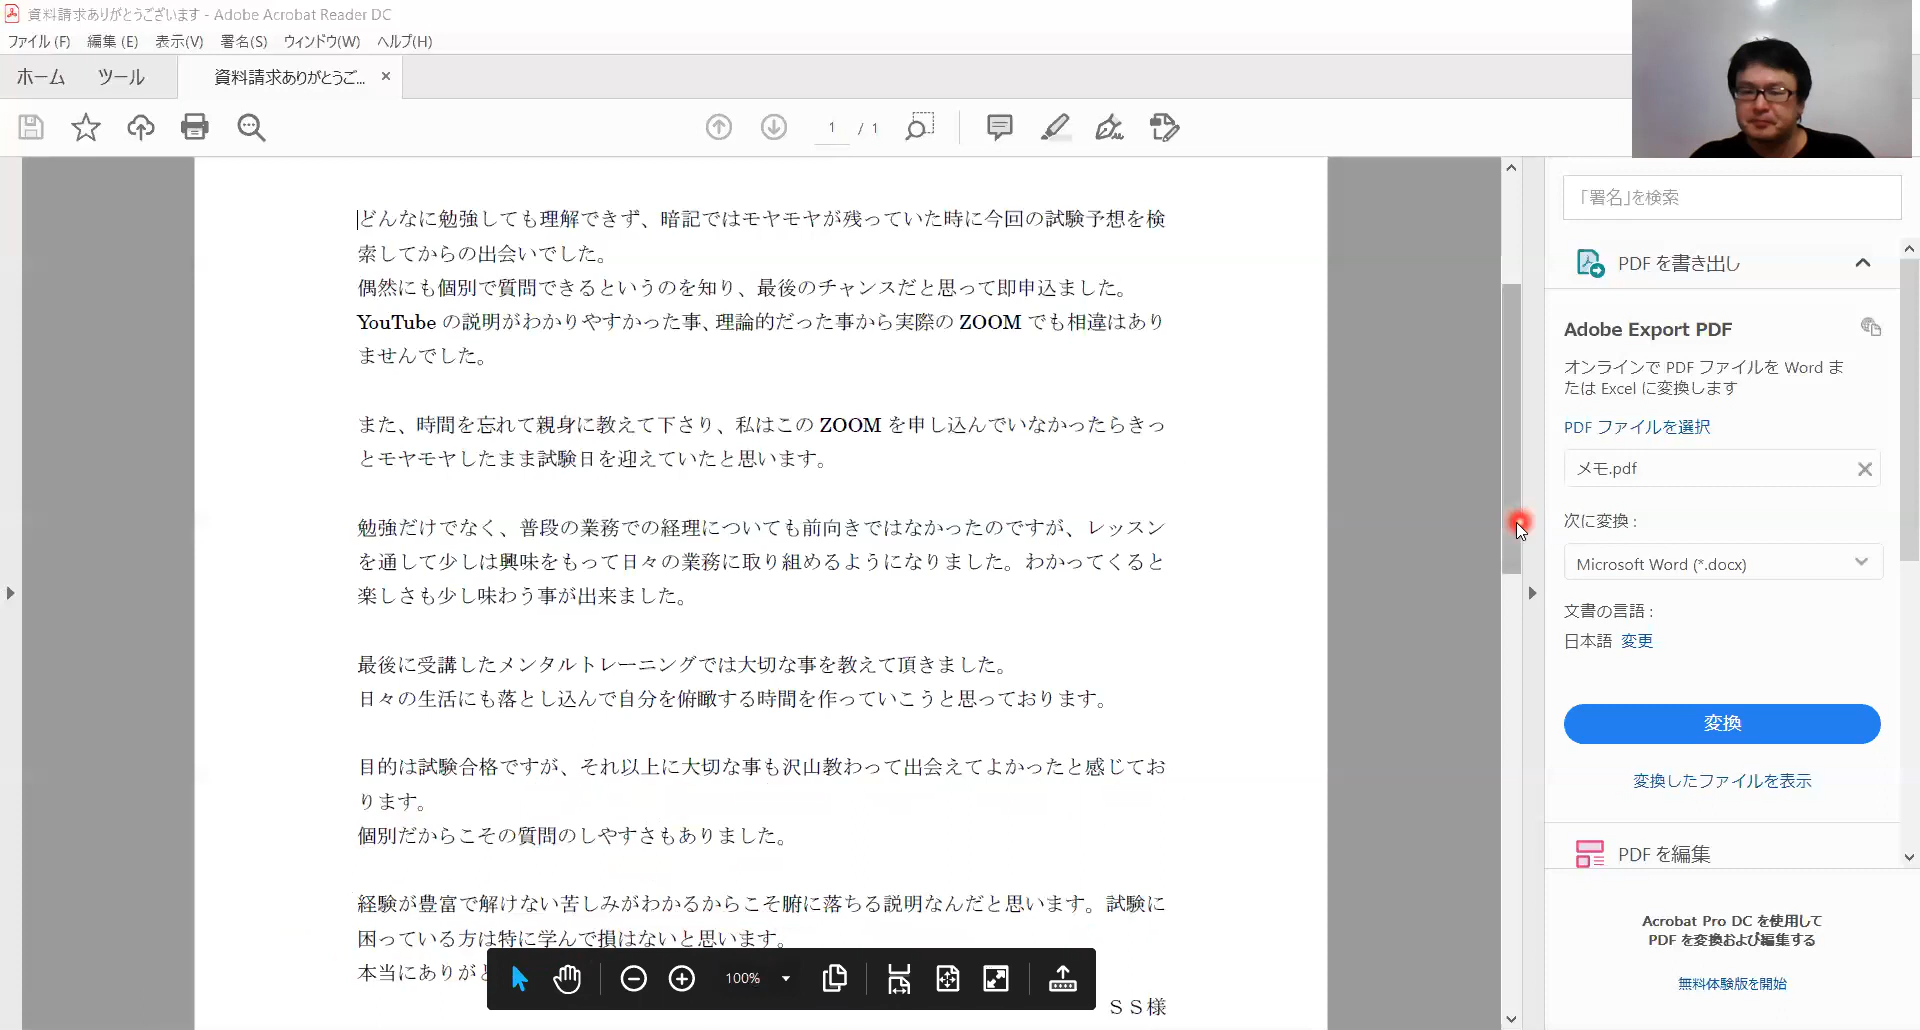 資料請求ありがとうございます - Adobe Acrobat Reader DC
ファイル(F) 編集(E) 表示(V) 署名(S) ウィンドウ(W) ヘルプ(H)
ホーム ツール 資料請求ありがとうご... ×
1 / 1
どんなに勉強しても理解できず、暗記ではモヤモヤが残っていた時に今回の試験予想を検
索してからの出会いでした。
偶然にも個別で質問できるというのを知り、最後のチャンスだと思って即申込ました。
YouTube の説明がわかりやすかった事、理論的だった事から実際の ZOOM でも相違はあり
ませんでした。
また、時間を忘れて親身に教えて下さり、私はこの ZOOM を申し込んでいなかったらきっ
とモヤモヤしたまま試験日を迎えていたと思います。
勉強だけでなく、普段の業務での経理についても前向きではなかったのですが、レッスン
を通して少しは興味をもって日々の業務に取り組めるようになりました。わかってくると
楽しさも少し味わう事が出来ました。
最後に受講したメンタルトレーニングでは大切な事を教えて頂きました。
日々の生活にも落とし込んで自分を俯瞰する時間を作っていこうと思っております。
目的は試験合格ですが、それ以上に大切な事も沢山教わって出会えてよかったと感じてお
ります。
個別だからこその質問のしやすさもありました。
経験が豊富で解けない苦しみがわかるからこそ腑に落ちる説明なんだと思います。試験に
困っている方は特に学んで損はないと思います。
本当にありが
ＳＳ様
100%
「署名」を検索
PDF を書き出し
Adobe Export PDF
オンラインで PDF ファイルを Word ま
たは Excel に変換します
PDF ファイルを選択
メモ.pdf
次に変換 :
Microsoft Word (*.docx)
文書の言語 :
日本語 変更
変換
変換したファイルを表示
PDF を編集
Acrobat Pro DC を使用して
PDF を変換および編集する
無料体験版を開始